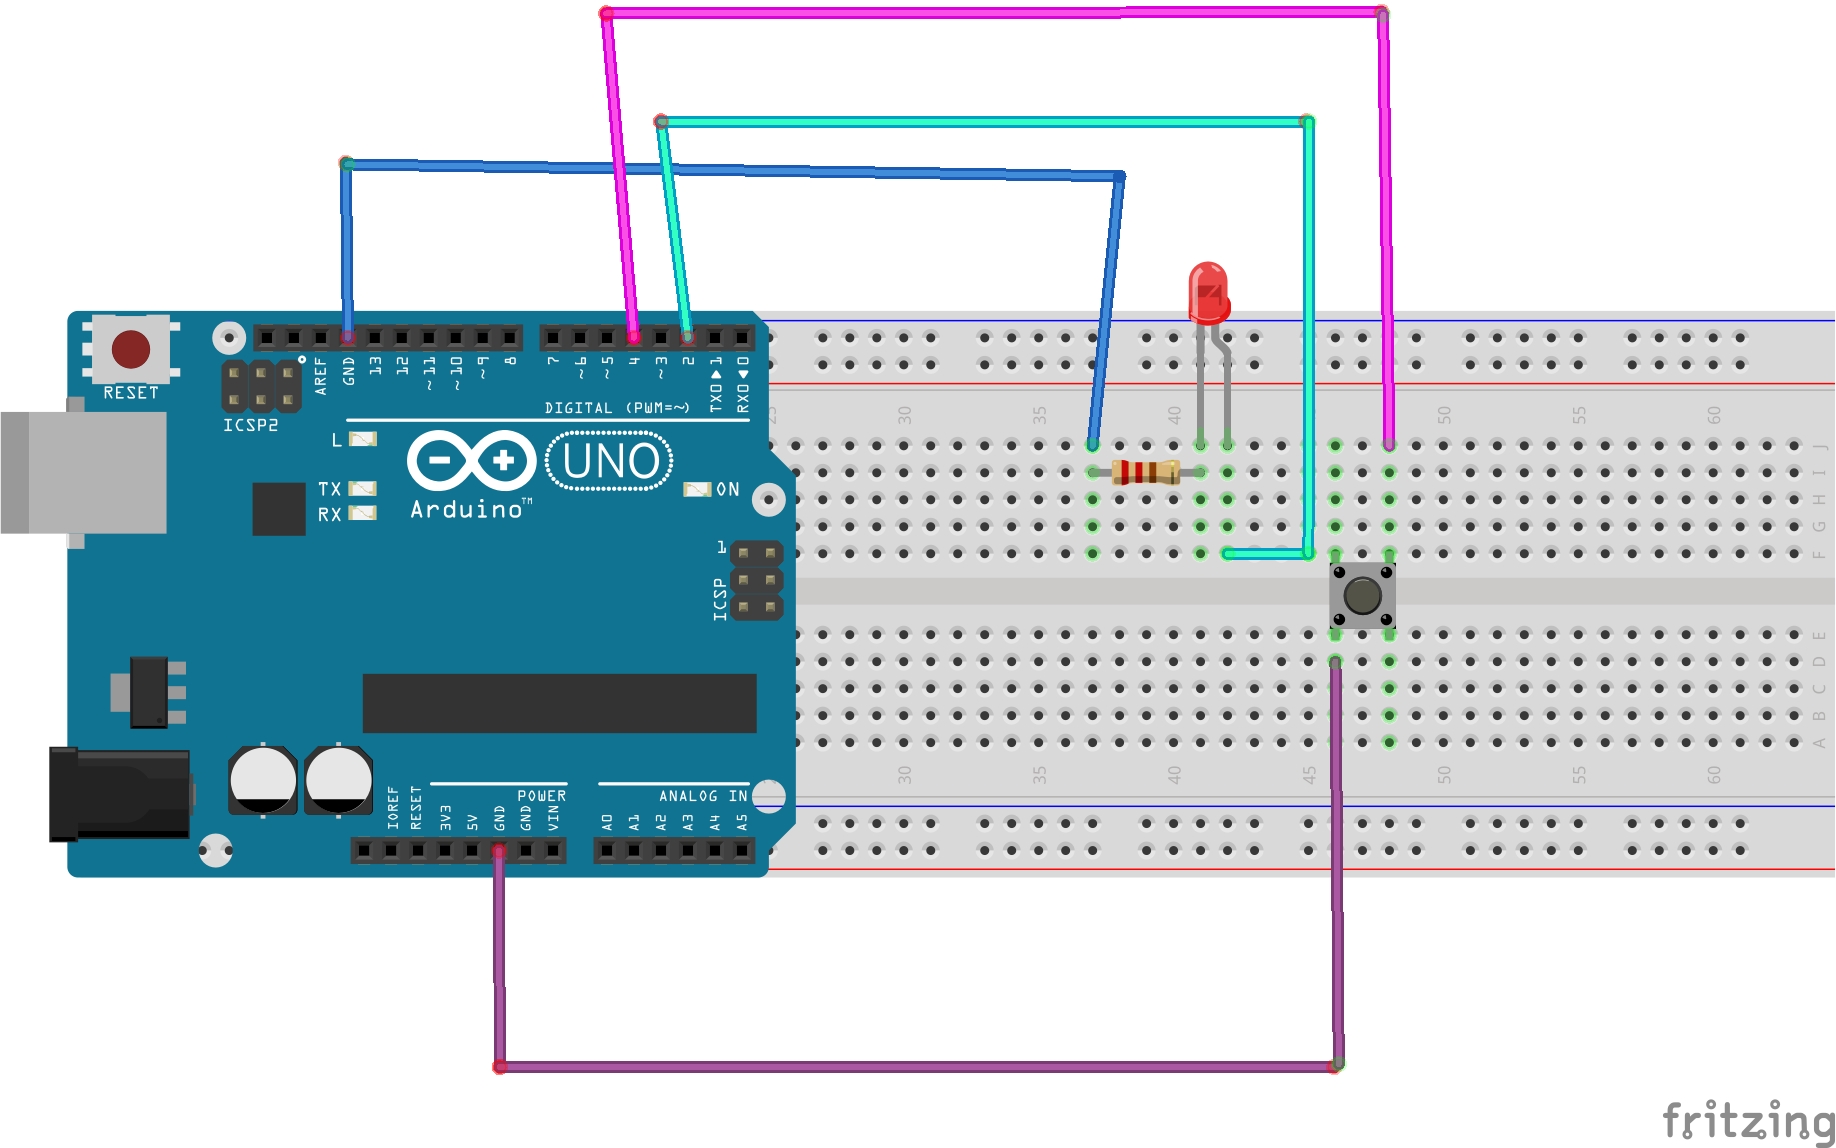 RESET
ICSP2
AREF
GND
13
12
~11
~10
~9
8
7
~6
~5
4
~3
2
TX0▶1
RX0◀0
DIGITAL (PWM=~)
L
TX
RX
UNO
Arduino™
ON
1
ICSP
IOREF
RESET
3V3
5V
GND
GND
VIN
POWER
ANALOG IN
A0
A1
A2
A3
A4
A5
25
30
35
40
50
55
60
J
I
H
G
F
E
D
C
B
A
30
35
40
45
50
55
60
fritzing